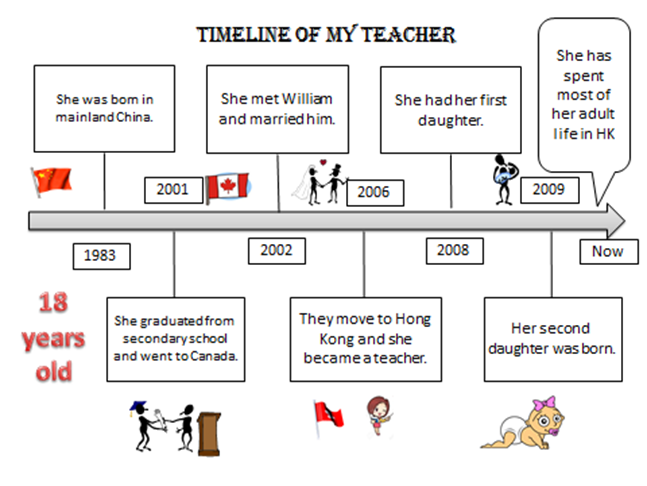 TIMELINE OF MY TEACHER
She has
spent
most of
her adult
life in HK
She was born in
mainland China.
She met William
and married him.
She had her first
daughter.
2001
2006
2009
1983
2002
2008
Now
18
years
old
She graduated from
secondary school
and went to Canada.
They move to Hong
Kong and she
became a teacher.
Her second
daughter was born.